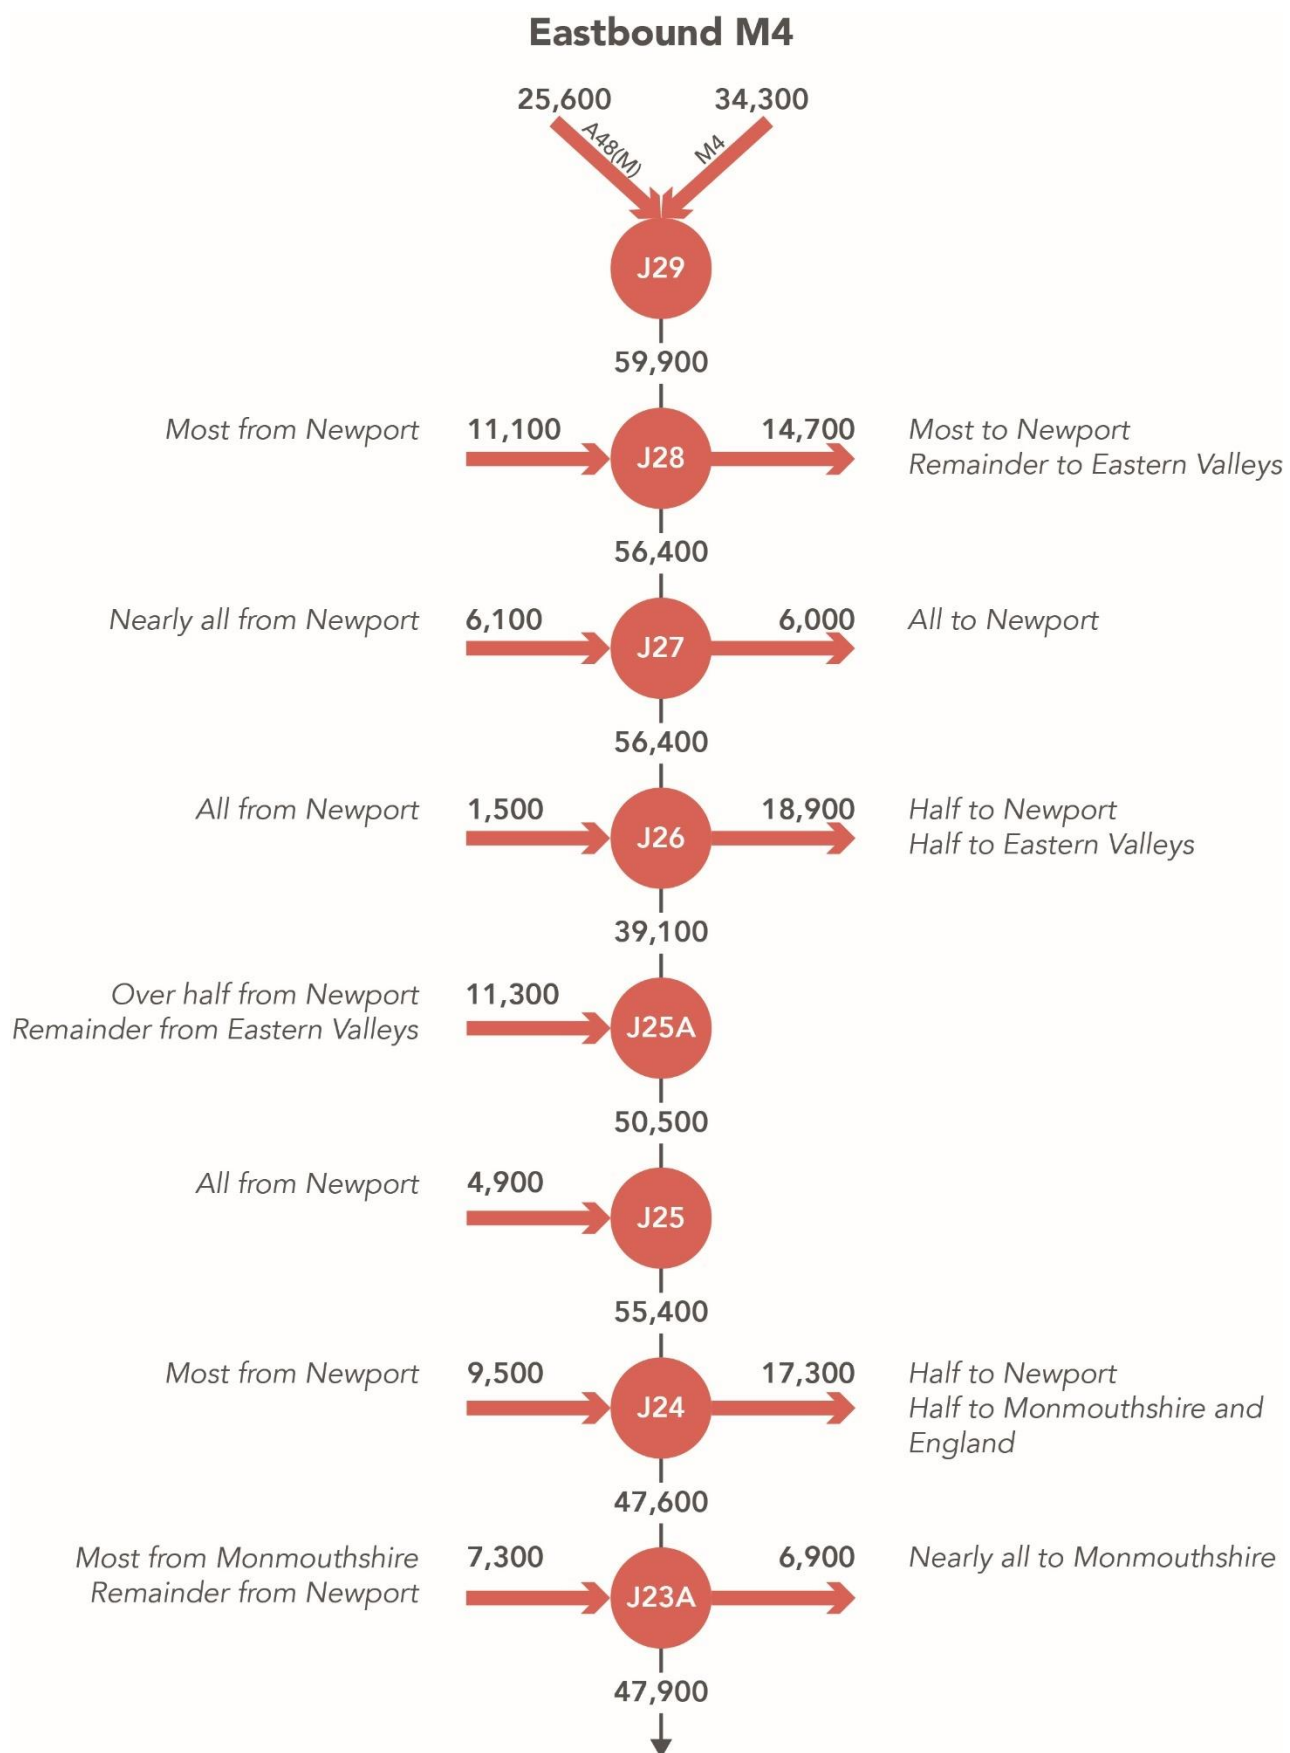 Eastbound M4
25,600 34,300
A48(M) M4
J29
59,900
Most from Newport 11,100 J28 14,700 Most to Newport
Remainder to Eastern Valleys
56,400
Nearly all from Newport 6,100 J27 6,000 All to Newport
56,400
All from Newport 1,500 J26 18,900 Half to Newport
Half to Eastern Valleys
39,100
Over half from Newport 11,300 J25A
Remainder from Eastern Valleys
50,500
All from Newport 4,900 J25
55,400
Most from Newport 9,500 J24 17,300 Half to Newport
Half to Monmouthshire and
England
47,600
Most from Monmouthshire 7,300 J23A 6,900 Nearly all to Monmouthshire
Remainder from Newport
47,900